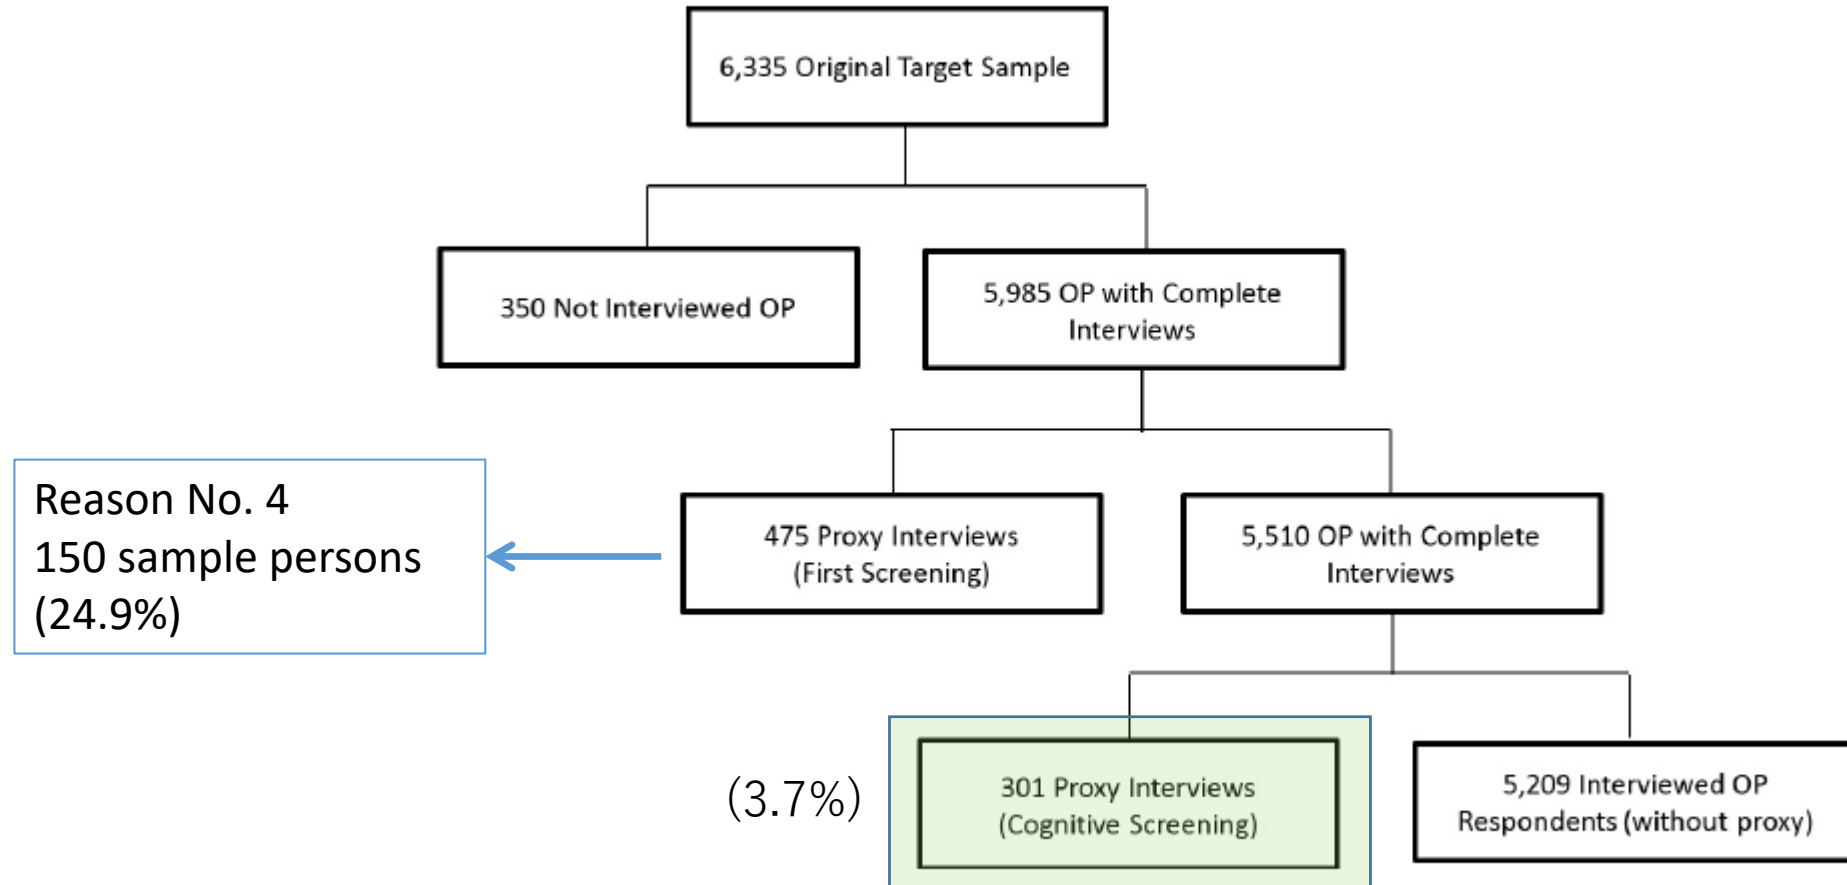 6,335 Original Target Sample
350 Not Interviewed OP
5,985 OP with Complete
Interviews
Reason No. 4
150 sample persons
(24.9%)
475 Proxy Interviews
(First Screening)
5,510 OP with Complete
Interviews
(3.7%)
301 Proxy Interviews
(Cognitive Screening)
5,209 Interviewed OP
Respondents (without proxy)